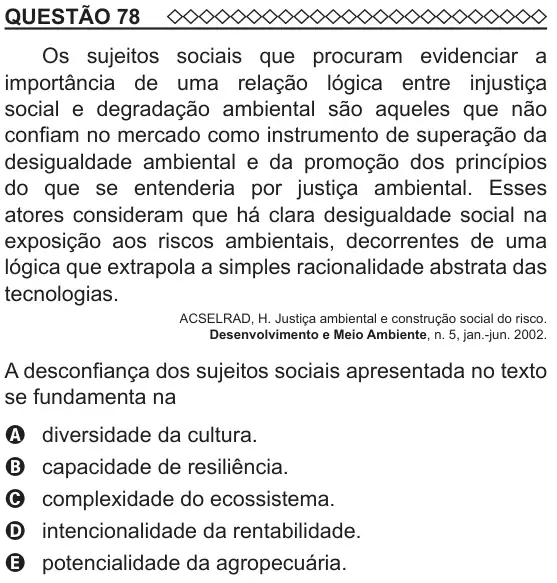 QUESTÃO 78
Os sujeitos sociais que procuram evidenciar a
importância de uma relação lógica entre injustiça
social e degradação ambiental são aqueles que não
confiam no mercado como instrumento de superação da
desigualdade ambiental e da promoção dos princípios
do que se entenderia por justiça ambiental. Esses
atores consideram que há clara desigualdade social na
exposição aos riscos ambientais, decorrentes de uma
lógica que extrapola a simples racionalidade abstrata das
tecnologias.
ACSELRAD, H. Justiça ambiental e construção social do risco.
Desenvolvimento e Meio Ambiente, n. 5, jan.-jun. 2002.
A desconfiança dos sujeitos sociais apresentada no texto
se fundamenta na
A diversidade da cultura.
B capacidade de resiliência.
C complexidade do ecossistema.
D intencionalidade da rentabilidade.
E potencialidade da agropecuária.